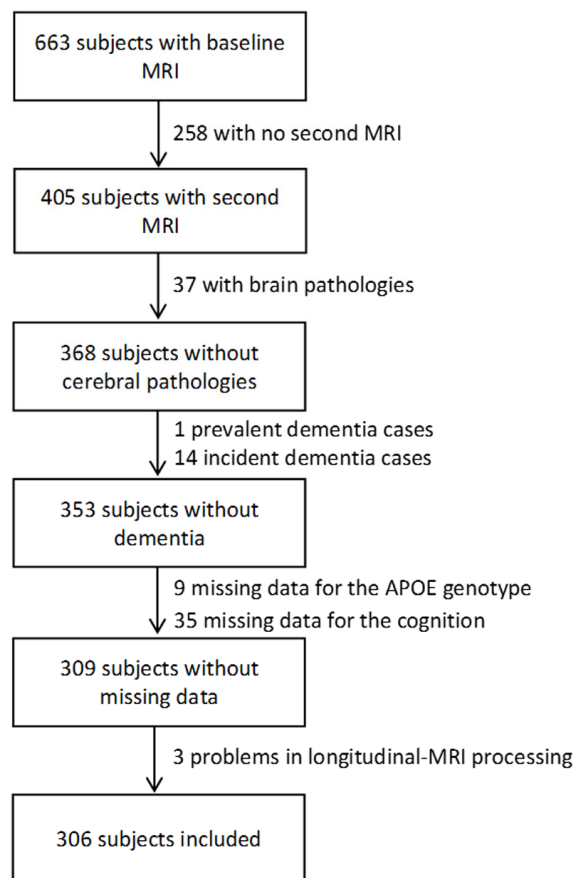 663 subjects with baseline
MRI
258 with no second MRI
405 subjects with second
MRI
37 with brain pathologies
368 subjects without
cerebral pathologies
1 prevalent dementia cases
14 incident dementia cases
353 subjects without
dementia
9 missing data for the APOE genotype
35 missing data for the cognition
309 subjects without
missing data
3 problems in longitudinal-MRI processing
306 subjects included